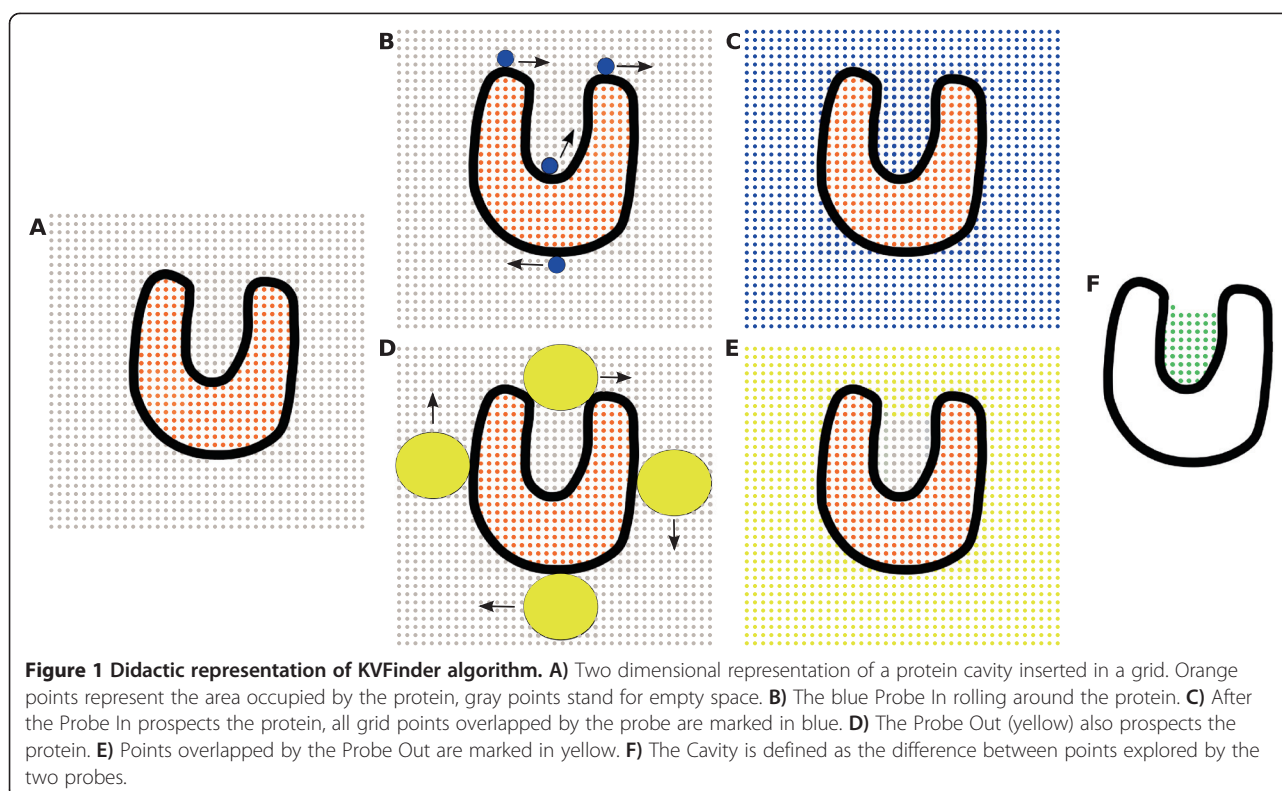 B
C
A
F
D
E
Figure 1 Didactic representation of KVFinder algorithm. A) Two dimensional representation of a protein cavity inserted in a grid. Orange
points represent the area occupied by the protein, gray points stand for empty space. B) The blue Probe In rolling around the protein. C) After
the Probe In prospects the protein, all grid points overlapped by the probe are marked in blue. D) The Probe Out (yellow) also prospects the
protein. E) Points overlapped by the Probe Out are marked in yellow. F) The Cavity is defined as the difference between points explored by the
two probes.